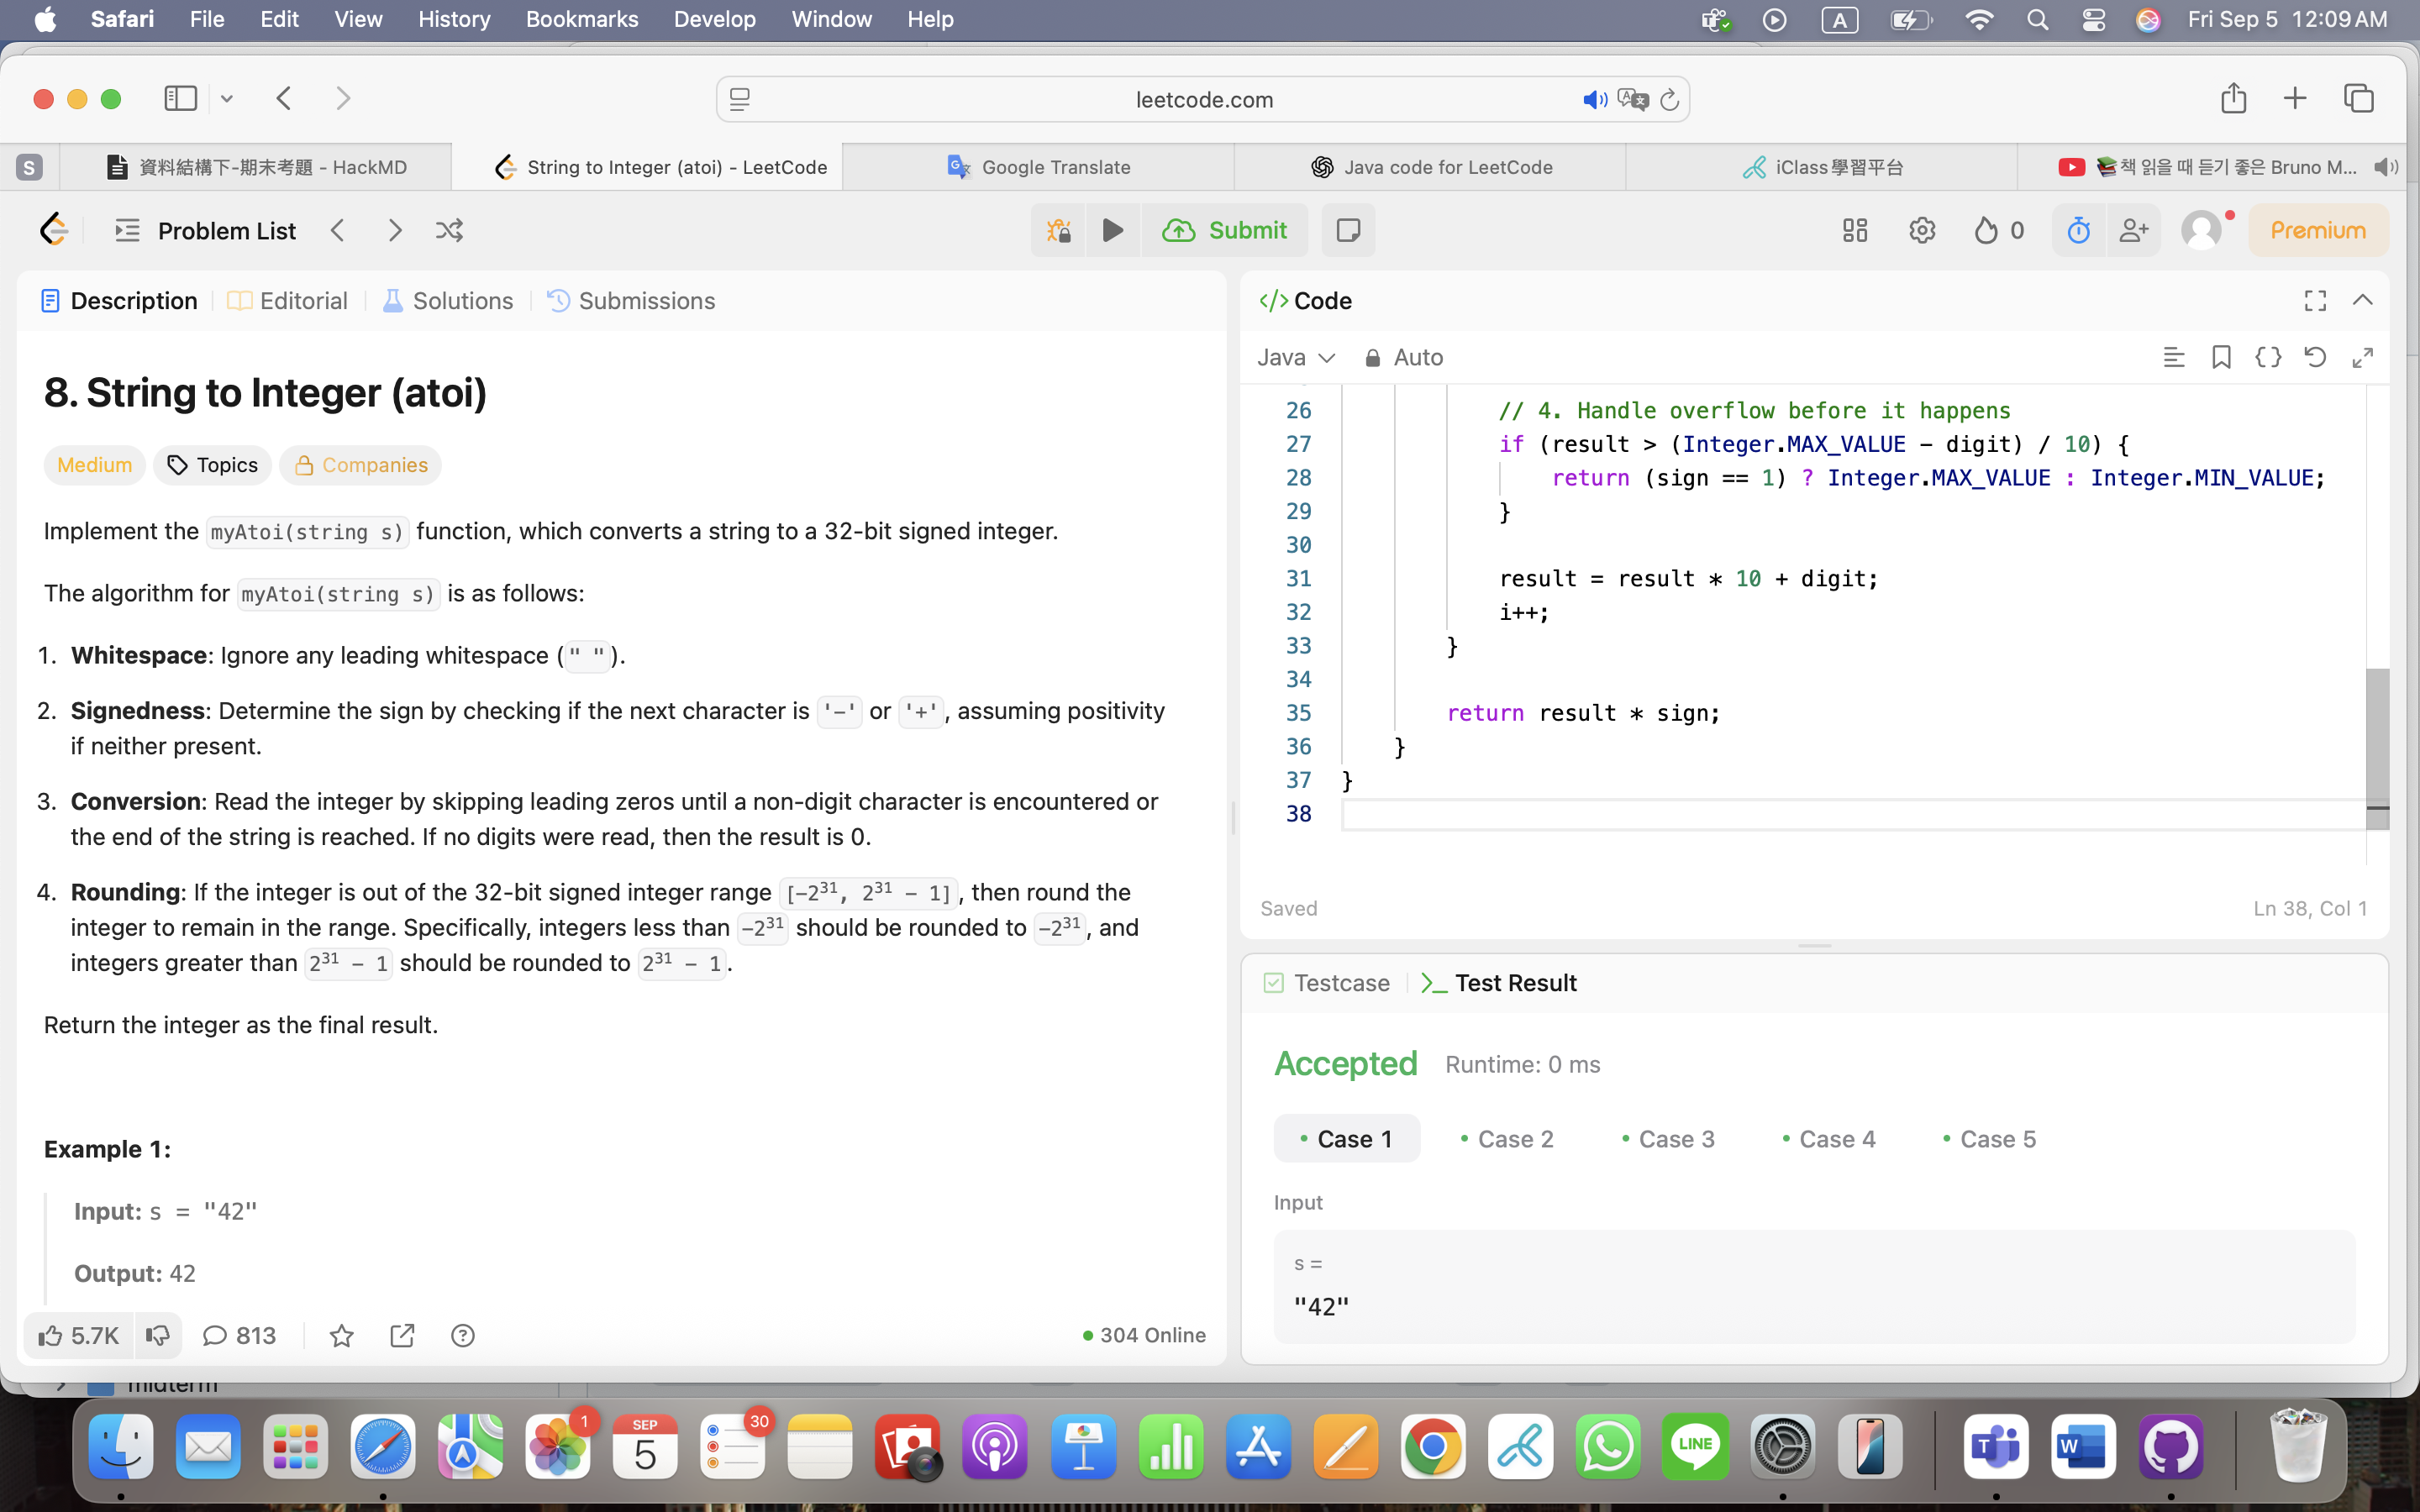 Safari File Edit View History Bookmarks Develop Window Help A Fri Sep 5 12:09 AM
leetcode.com
S 資料結構下-期末考題 - HackMD String to Integer (atoi) - LeetCode Google Translate Java code for LeetCode iClass學習平台 📚책 읽을 때 듣기 좋은 Bruno M...
Problem List Submit 0 Premium
Description Editorial Solutions Submissions
8. String to Integer (atoi)
Medium Topics Companies
Implement the myAtoi(string s) function, which converts a string to a 32-bit signed integer.
The algorithm for myAtoi(string s) is as follows:
1. Whitespace: Ignore any leading whitespace (" ").
2. Signedness: Determine the sign by checking if the next character is '-' or '+', assuming positivity
if neither present.
3. Conversion: Read the integer by skipping leading zeros until a non-digit character is encountered or
the end of the string is reached. If no digits were read, then the result is 0.
4. Rounding: If the integer is out of the 32-bit signed integer range [-2³¹, 2³¹ - 1], then round the
integer to remain in the range. Specifically, integers less than -2³¹ should be rounded to -2³¹, and
integers greater than 2³¹ - 1 should be rounded to 2³¹ - 1.
Return the integer as the final result.
Example 1:
Input: s = "42"
Output: 42
5.7K 813 304 Online
</> Code
Java Auto
26 // 4. Handle overflow before it happens
27 if (result > (Integer.MAX_VALUE - digit) / 10) {
28 return (sign == 1) ? Integer.MAX_VALUE : Integer.MIN_VALUE;
29 }
30
31 result = result * 10 + digit;
32 i++;
33 }
34
35 return result * sign;
36 }
37 }
38
Saved Ln 38, Col 1
Testcase Test Result
Accepted Runtime: 0 ms
Case 1 Case 2 Case 3 Case 4 Case 5
Input
s =
"42"
midterm
1 SEP 5 30 LINE T W